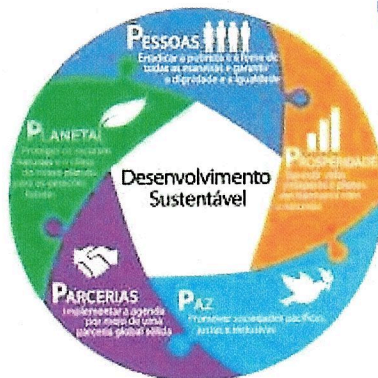 PESSOAS
Erradicar a pobreza e a fome de
todas as maneiras e garantir
a dignidade e a igualdade
PROSPERIDADE
Garantir vidas
prósperas e plenas,
em harmonia com
a natureza
PAZ
Promover sociedades pacíficas,
justas e inclusivas
PARCERIAS
Implementar a agenda
por meio de uma
parceria global sólida
PLANETA
Proteger os recursos
naturais e o clima
do nosso planeta
para as gerações
futuras
Desenvolvimento
Sustentável